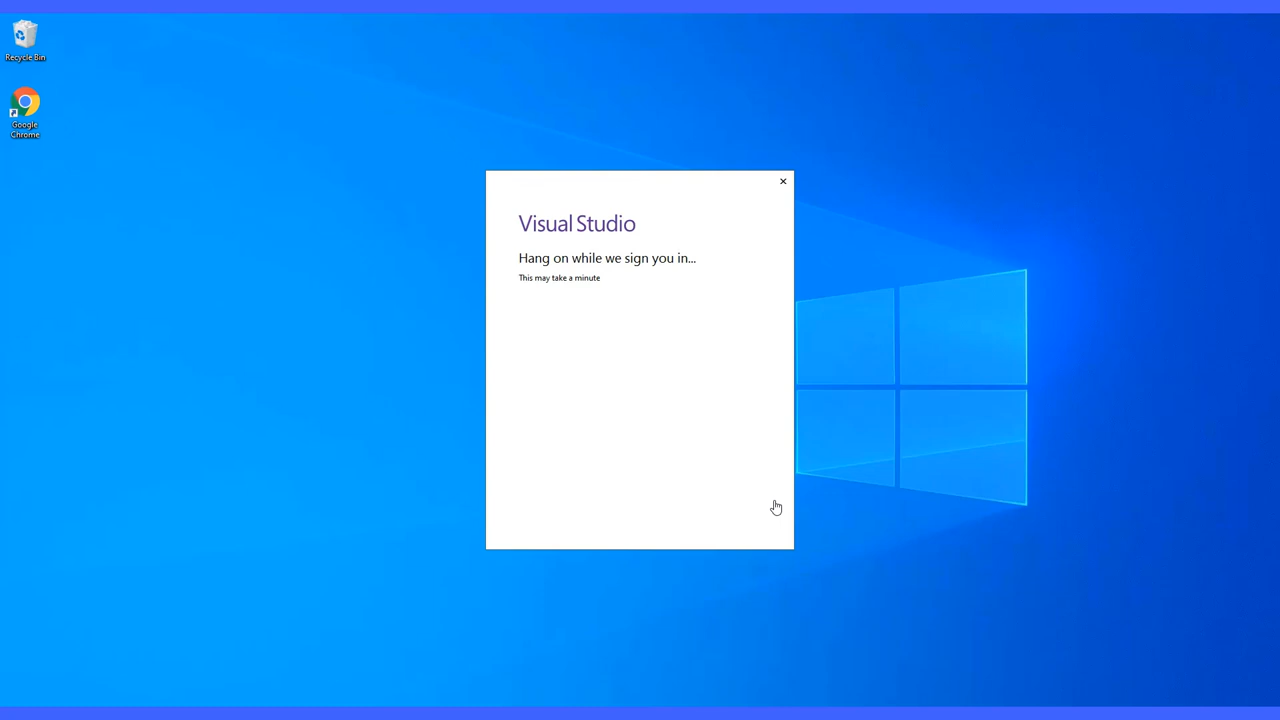 Recycle Bin
Google
Chrome
Visual Studio
Hang on while we sign you in...
This may take a minute